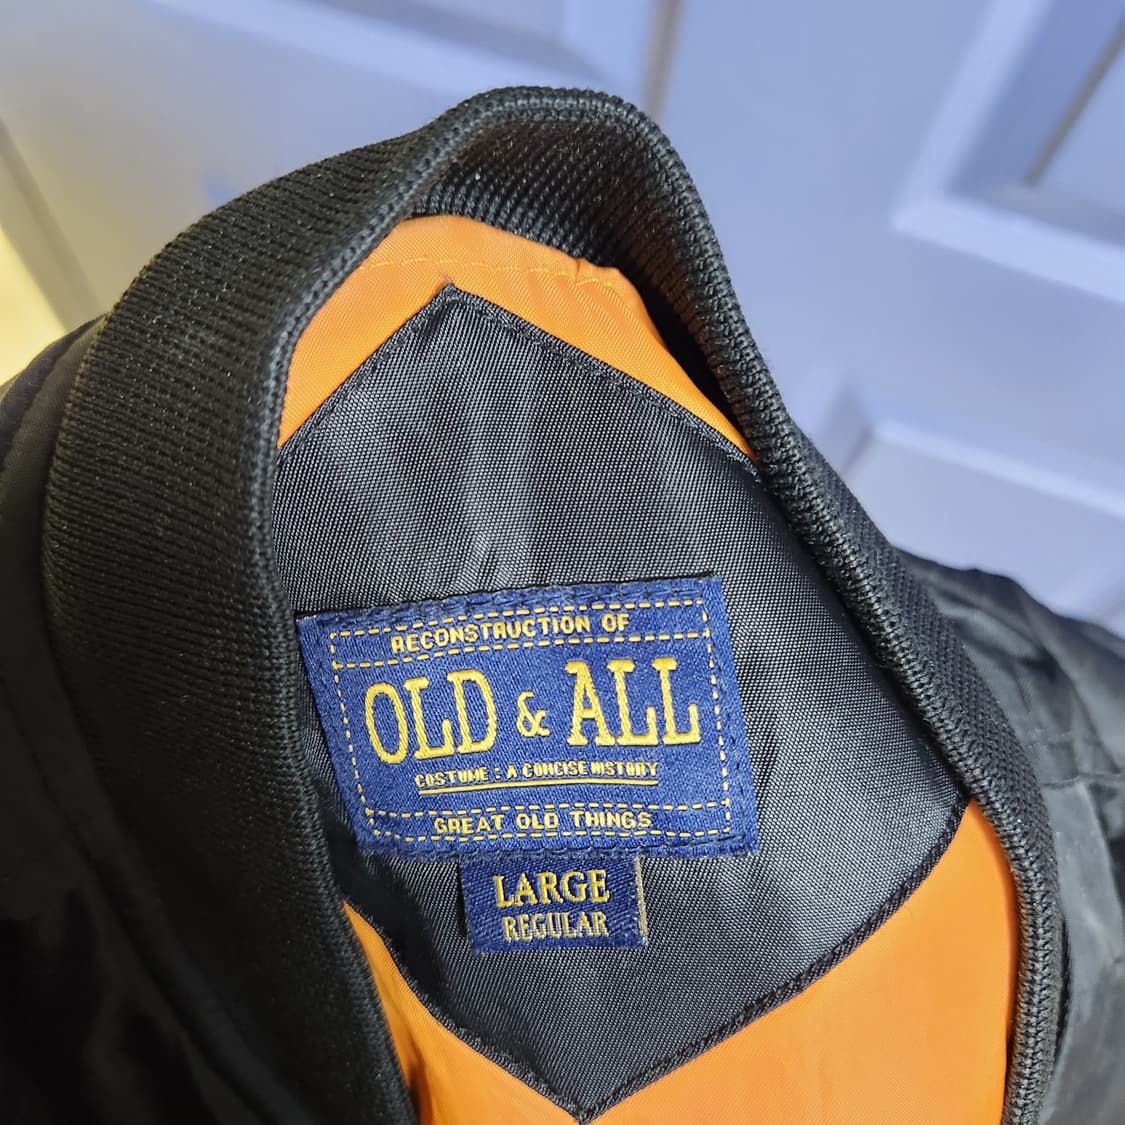 RECONSTRUCTION OF
OLD & ALL
COSTUME : A CONCISE HISTORY
GREAT OLD THINGS
LARGE
REGULAR